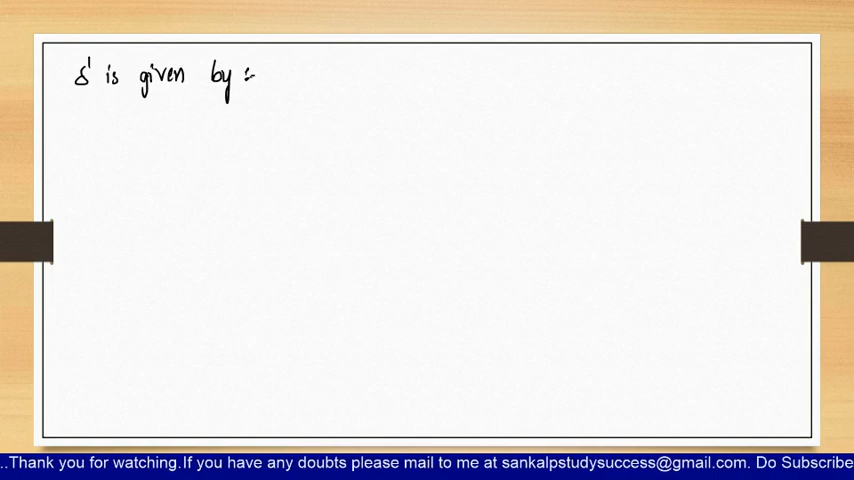 δ' is given by :-
..Thank you for watching.If you have any doubts please mail to me at sankalpstudysuccess@gmail.com. Do Subscribe